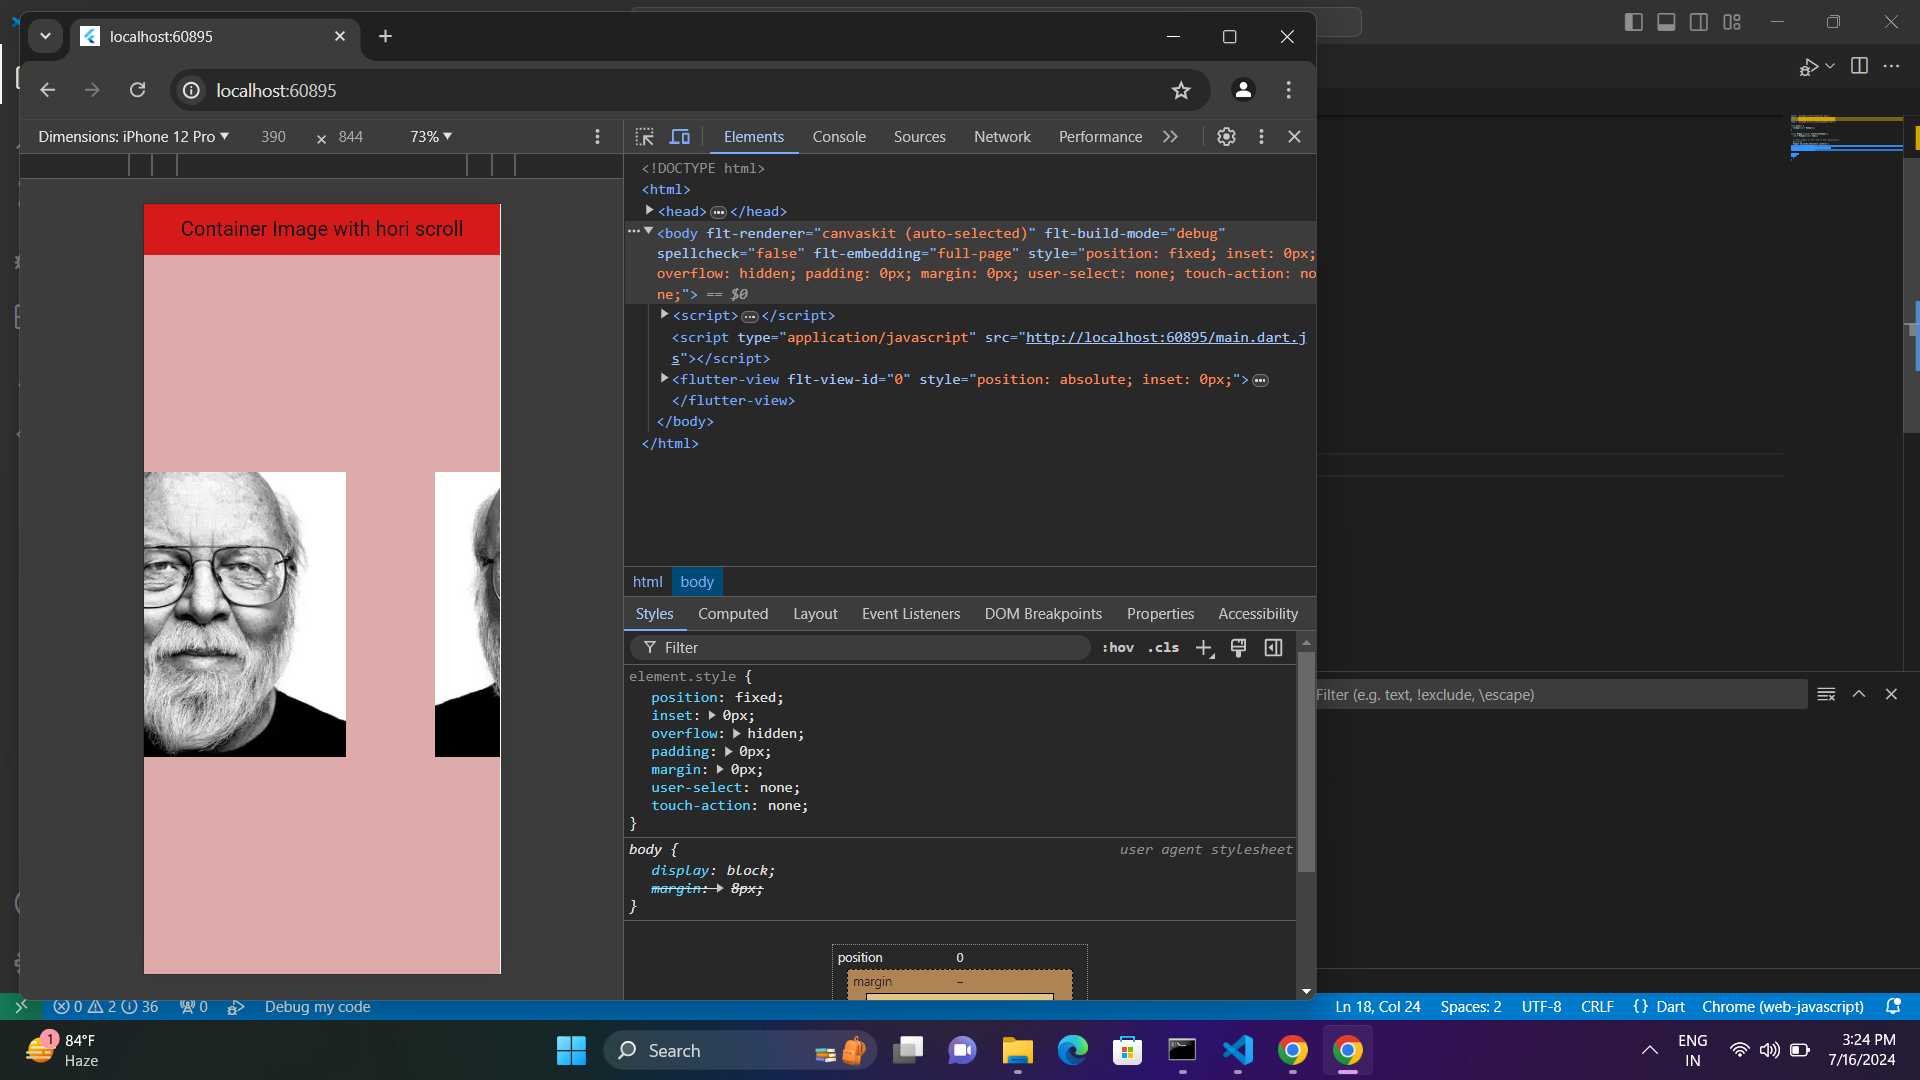 localhost:60895
localhost:60895
Dimensions: iPhone 12 Pro ▼ 390 × 844 73% ▼
Elements Console Sources Network Performance
Container Image with hori scroll
<!DOCTYPE html>
<html>
<head> </head>
<body flt-renderer="canvaskit (auto-selected)" flt-build-mode="debug"
spellcheck="false" flt-embedding="full-page" style="position: fixed; inset: 0px;
overflow: hidden; padding: 0px; margin: 0px; user-select: none; touch-action: no
ne;"> == $0
<script> </script>
<script type="application/javascript" src="http://localhost:60895/main.dart.j
s"></script>
<flutter-view flt-view-id="0" style="position: absolute; inset: 0px;">
</flutter-view>
</body>
</html>
html body
Styles Computed Layout Event Listeners DOM Breakpoints Properties Accessibility
Filter :hov .cls
element.style {
position: fixed;
inset: 0px;
overflow: hidden;
padding: 0px;
margin: 0px;
user-select: none;
touch-action: none;
}
body { user agent stylesheet
display: block;
margin: 8px;
}
position 0
margin –
Filter (e.g. text, !exclude, \escape)
0 2 36 0 Debug my code
Ln 18, Col 24 Spaces: 2 UTF-8 CRLF {} Dart Chrome (web-javascript)
1
84°F
Haze
Search
ENG
IN
3:24 PM
7/16/2024